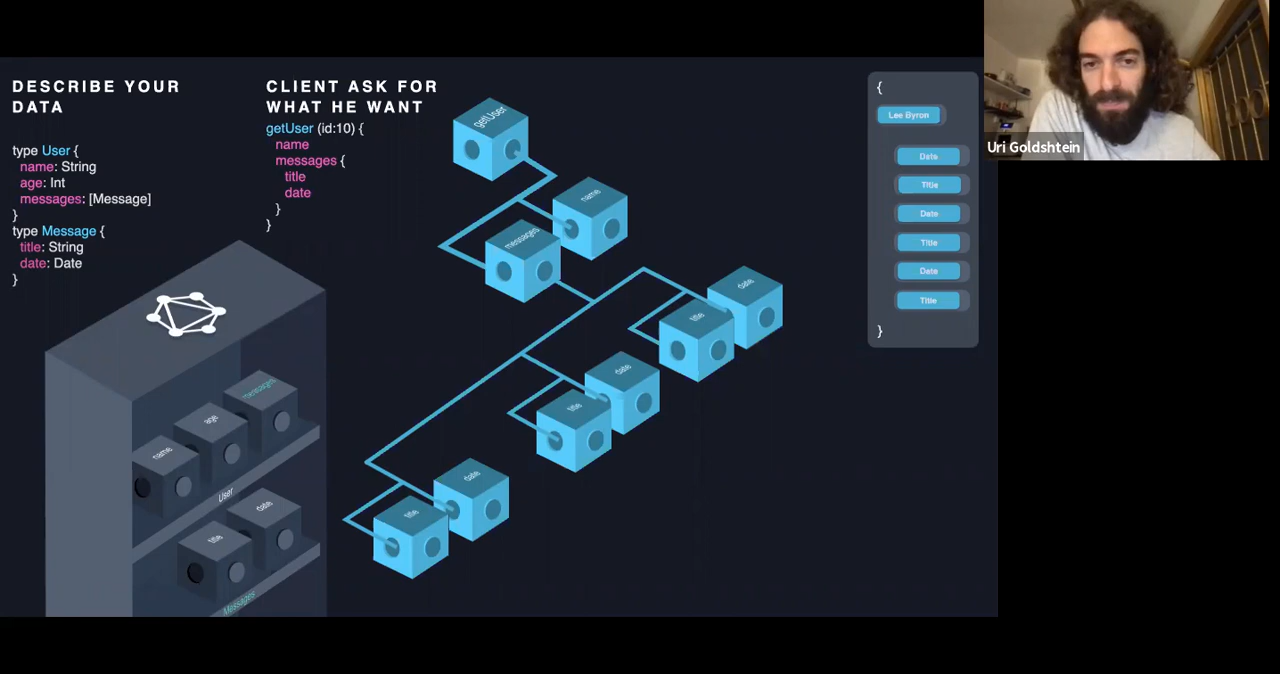 DESCRIBE YOUR
DATA
type User {
name: String
age: Int
messages: [Message]
}
type Message {
title: String
date: Date
}
CLIENT ASK FOR
WHAT HE WANT
getUser (id:10) {
name
messages {
title
date
}
}
getUser
name
messages
date
title
date
title
date
title
messages
age
name
User
date
title
Messages
{
Lee Byron
Date
Title
Date
Title
Date
Title
}
Uri Goldshtein